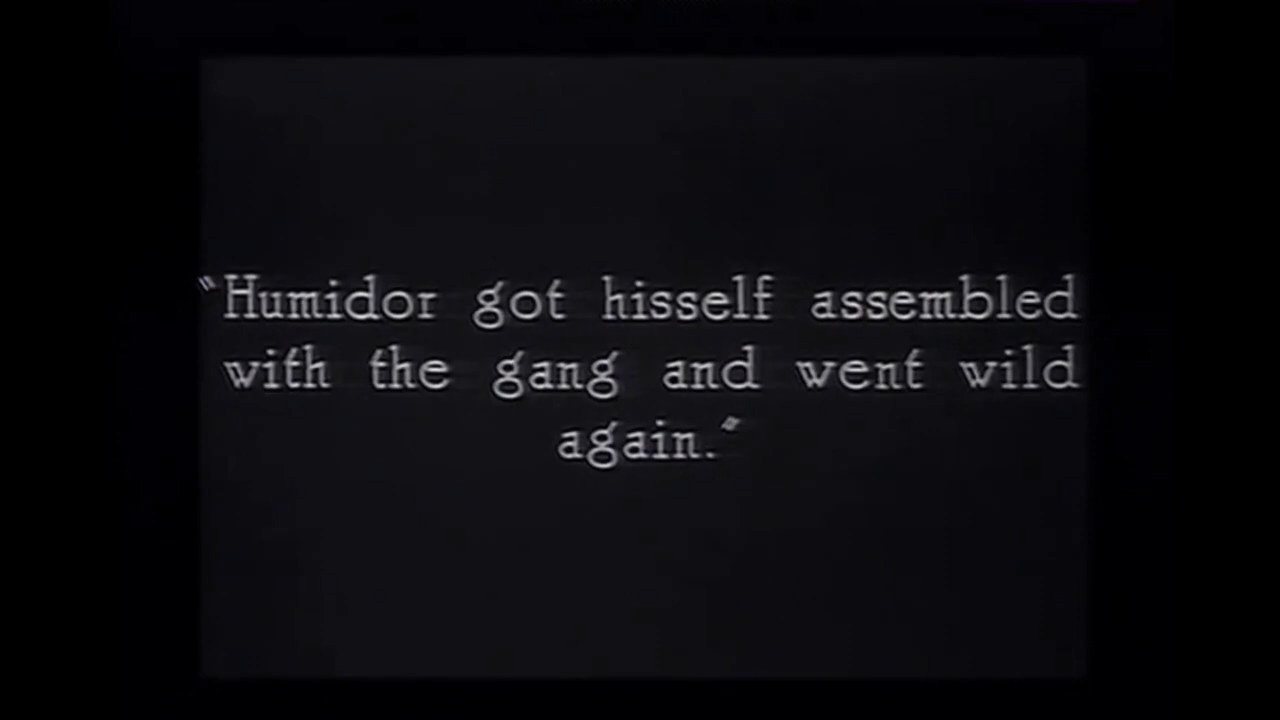 "Humidor got hisself assembled
with the gang and went wild
again."